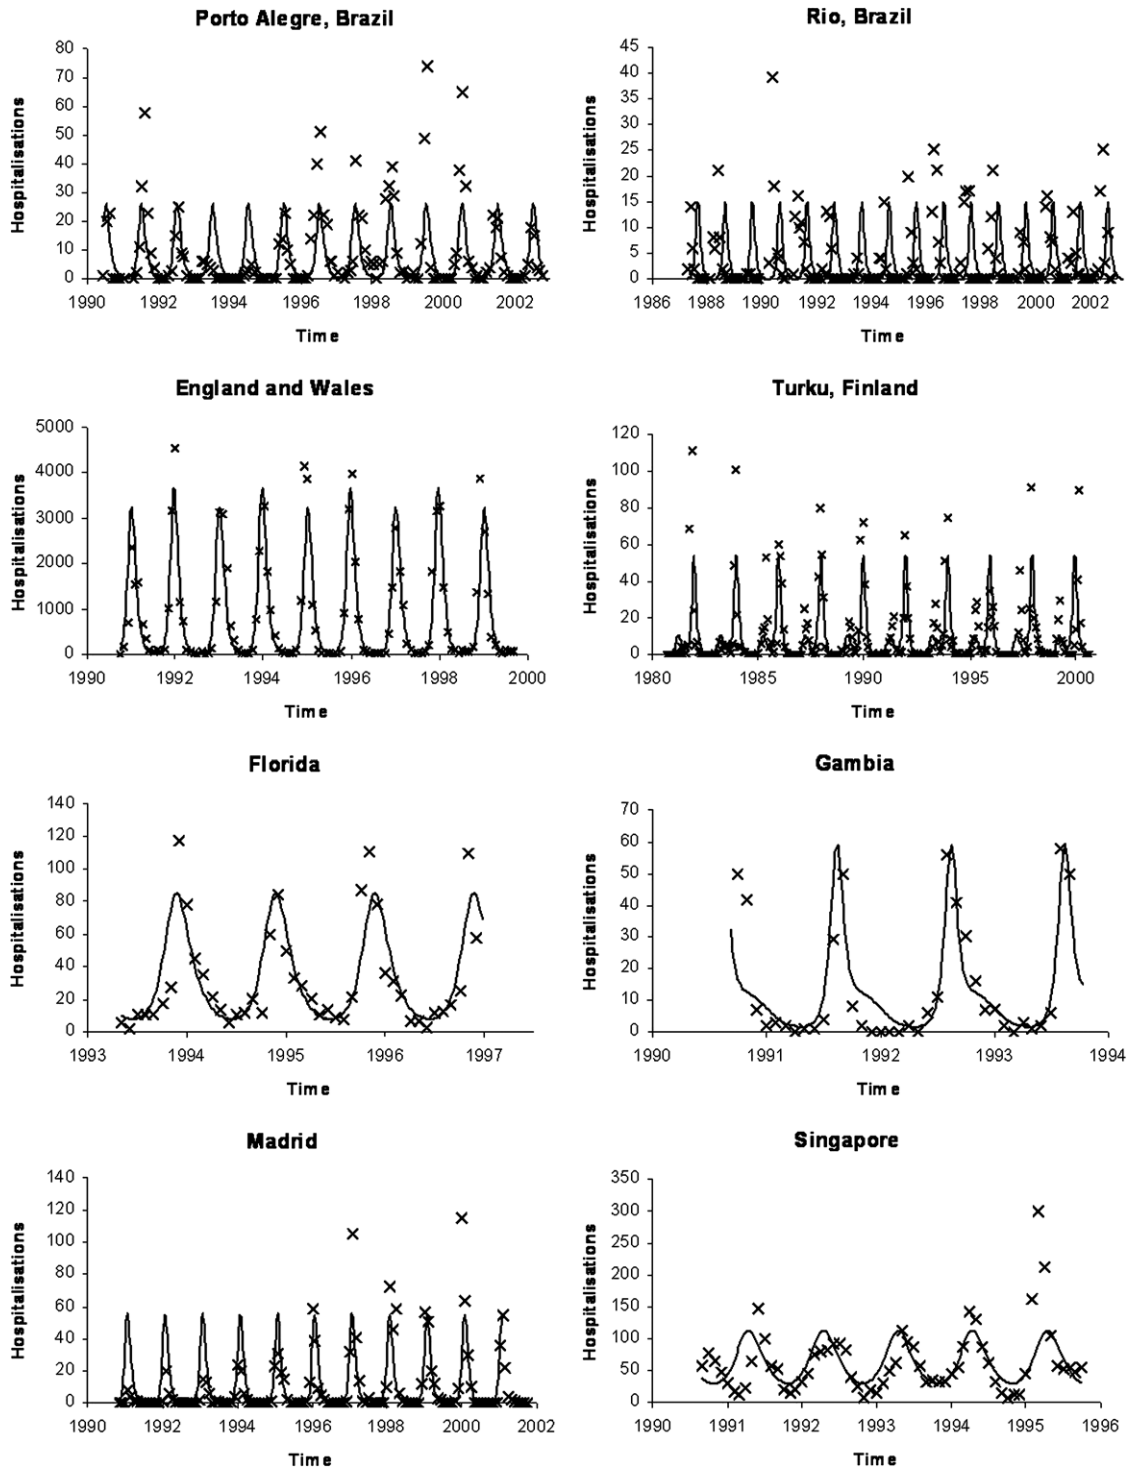 Porto Alegre, Brazil
80
70
60
50
40
30
20
10
0
Hospitalisations
1990 1992 1994 1996 1998 2000 2002
Time
Rio, Brazil
45
40
35
30
25
20
15
10
5
0
Hospitalisations
1986 1988 1990 1992 1994 1996 1998 2000 2002
Time
England and Wales
5000
4000
3000
2000
1000
0
Hospitalisations
1990 1992 1994 1996 1998 2000
Time
Turku, Finland
120
100
80
60
40
20
0
Hospitalisations
1980 1985 1990 1995 2000
Time
Florida
140
120
100
80
60
40
20
0
Hospitalisations
1993 1994 1995 1996 1997
Time
Gambia
70
60
50
40
30
20
10
0
Hospitalisations
1990 1991 1992 1993 1994
Time
Madrid
140
120
100
80
60
40
20
0
Hospitalisations
1990 1992 1994 1996 1998 2000 2002
Time
Singapore
350
300
250
200
150
100
50
0
Hospitalisations
1990 1991 1992 1993 1994 1995 1996
Time